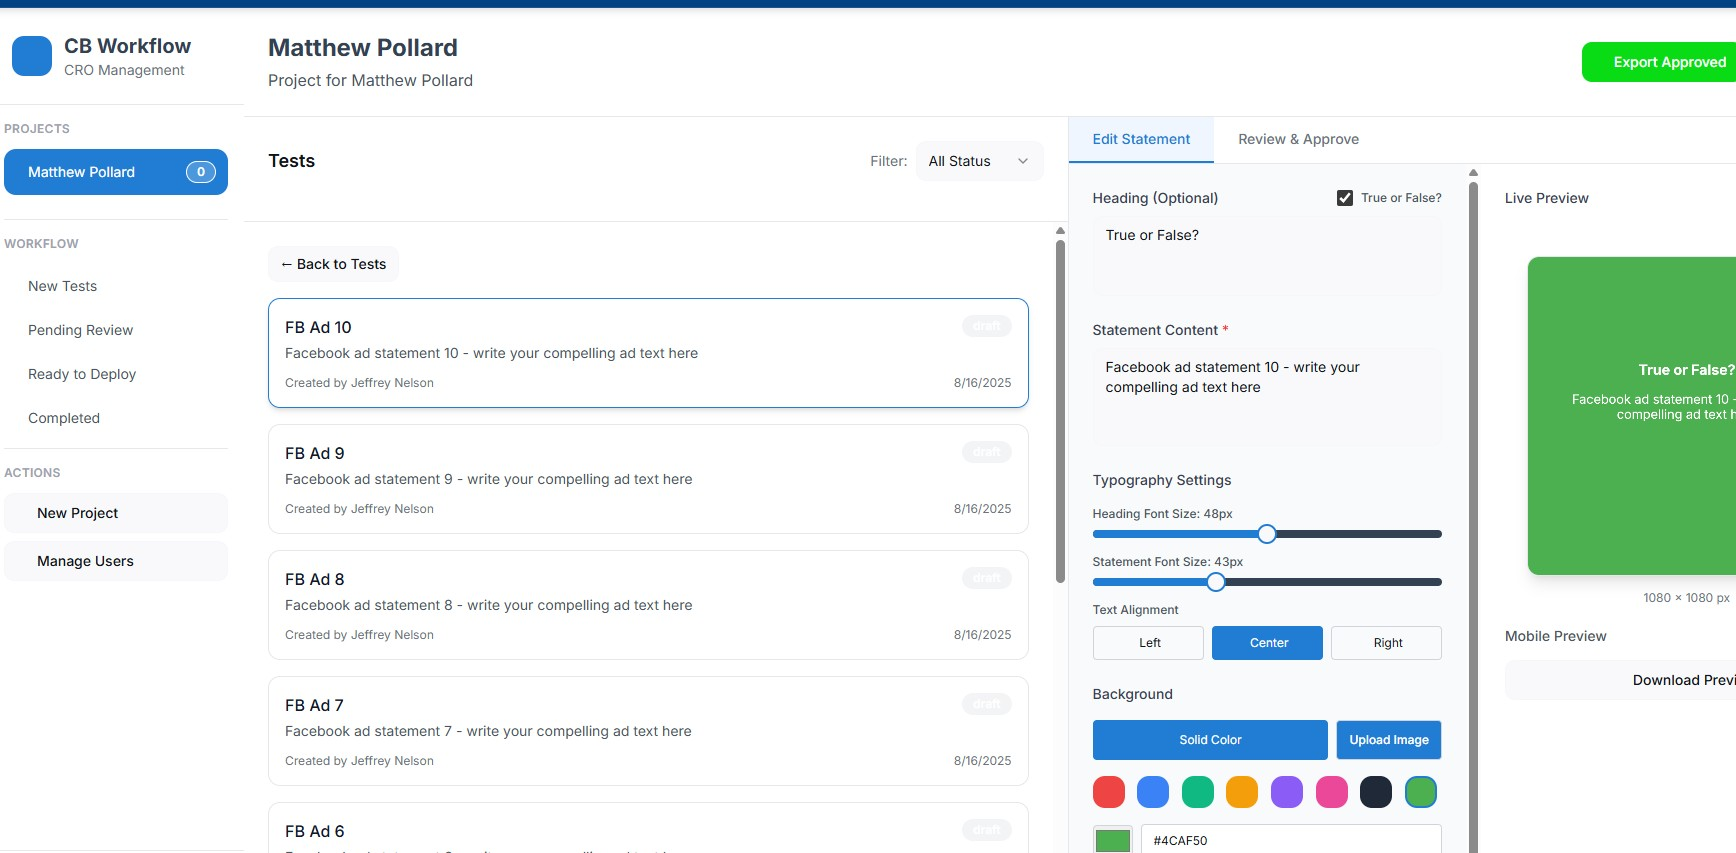 CB Workflow
CRO Management
PROJECTS
Matthew Pollard
0
WORKFLOW
New Tests
Pending Review
Ready to Deploy
Completed
ACTIONS
New Project
Manage Users
Matthew Pollard
Project for Matthew Pollard
Export Approved
Tests
Filter:
All Status
← Back to Tests
FB Ad 10
draft
Facebook ad statement 10 - write your compelling ad text here
Created by Jeffrey Nelson
8/16/2025
FB Ad 9
draft
Facebook ad statement 9 - write your compelling ad text here
Created by Jeffrey Nelson
8/16/2025
FB Ad 8
draft
Facebook ad statement 8 - write your compelling ad text here
Created by Jeffrey Nelson
8/16/2025
FB Ad 7
draft
Facebook ad statement 7 - write your compelling ad text here
Created by Jeffrey Nelson
8/16/2025
FB Ad 6
draft
Edit Statement
Review & Approve
Heading (Optional)
True or False?
True or False?
Statement Content *
Facebook ad statement 10 - write your
compelling ad text here
Typography Settings
Heading Font Size: 48px
Statement Font Size: 43px
Text Alignment
Left
Center
Right
Background
Solid Color
Upload Image
#4CAF50
Live Preview
True or False?
Facebook ad statement 10 -
compelling ad text h
1080 × 1080 px
Mobile Preview
Download Previ